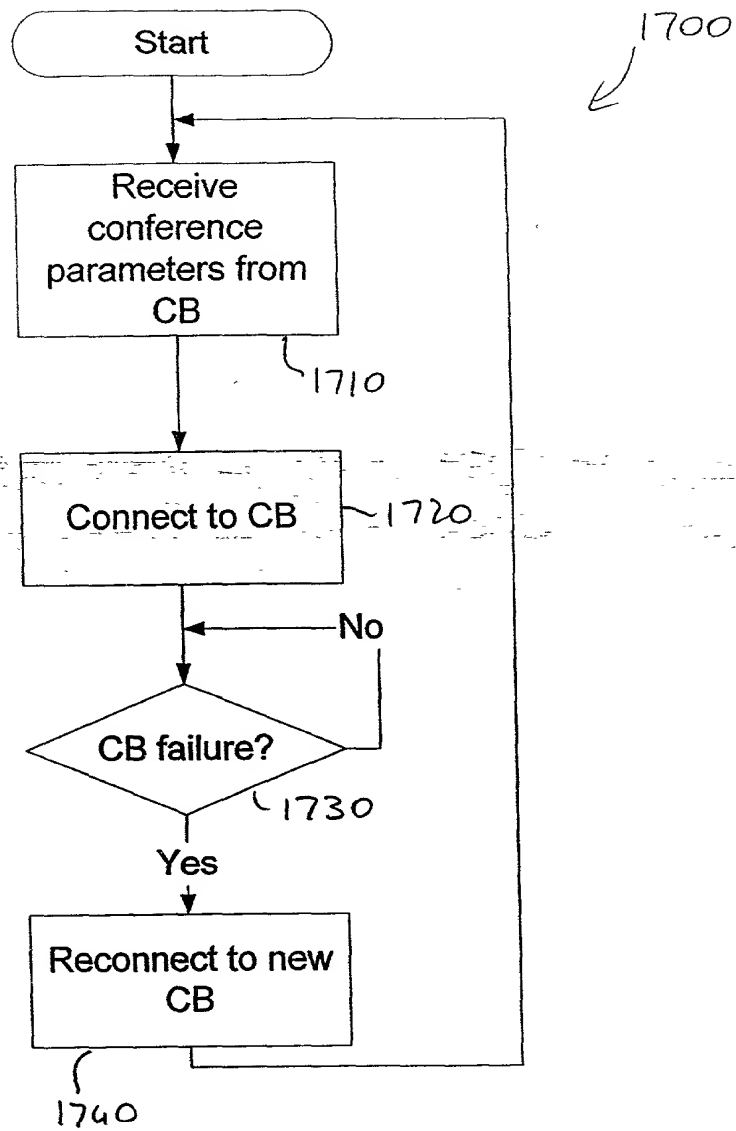 Start
1700
Receive
conference
parameters from
CB
1710
Connect to CB
1720
No
CB failure?
1730
Yes
Reconnect to new
CB
1740